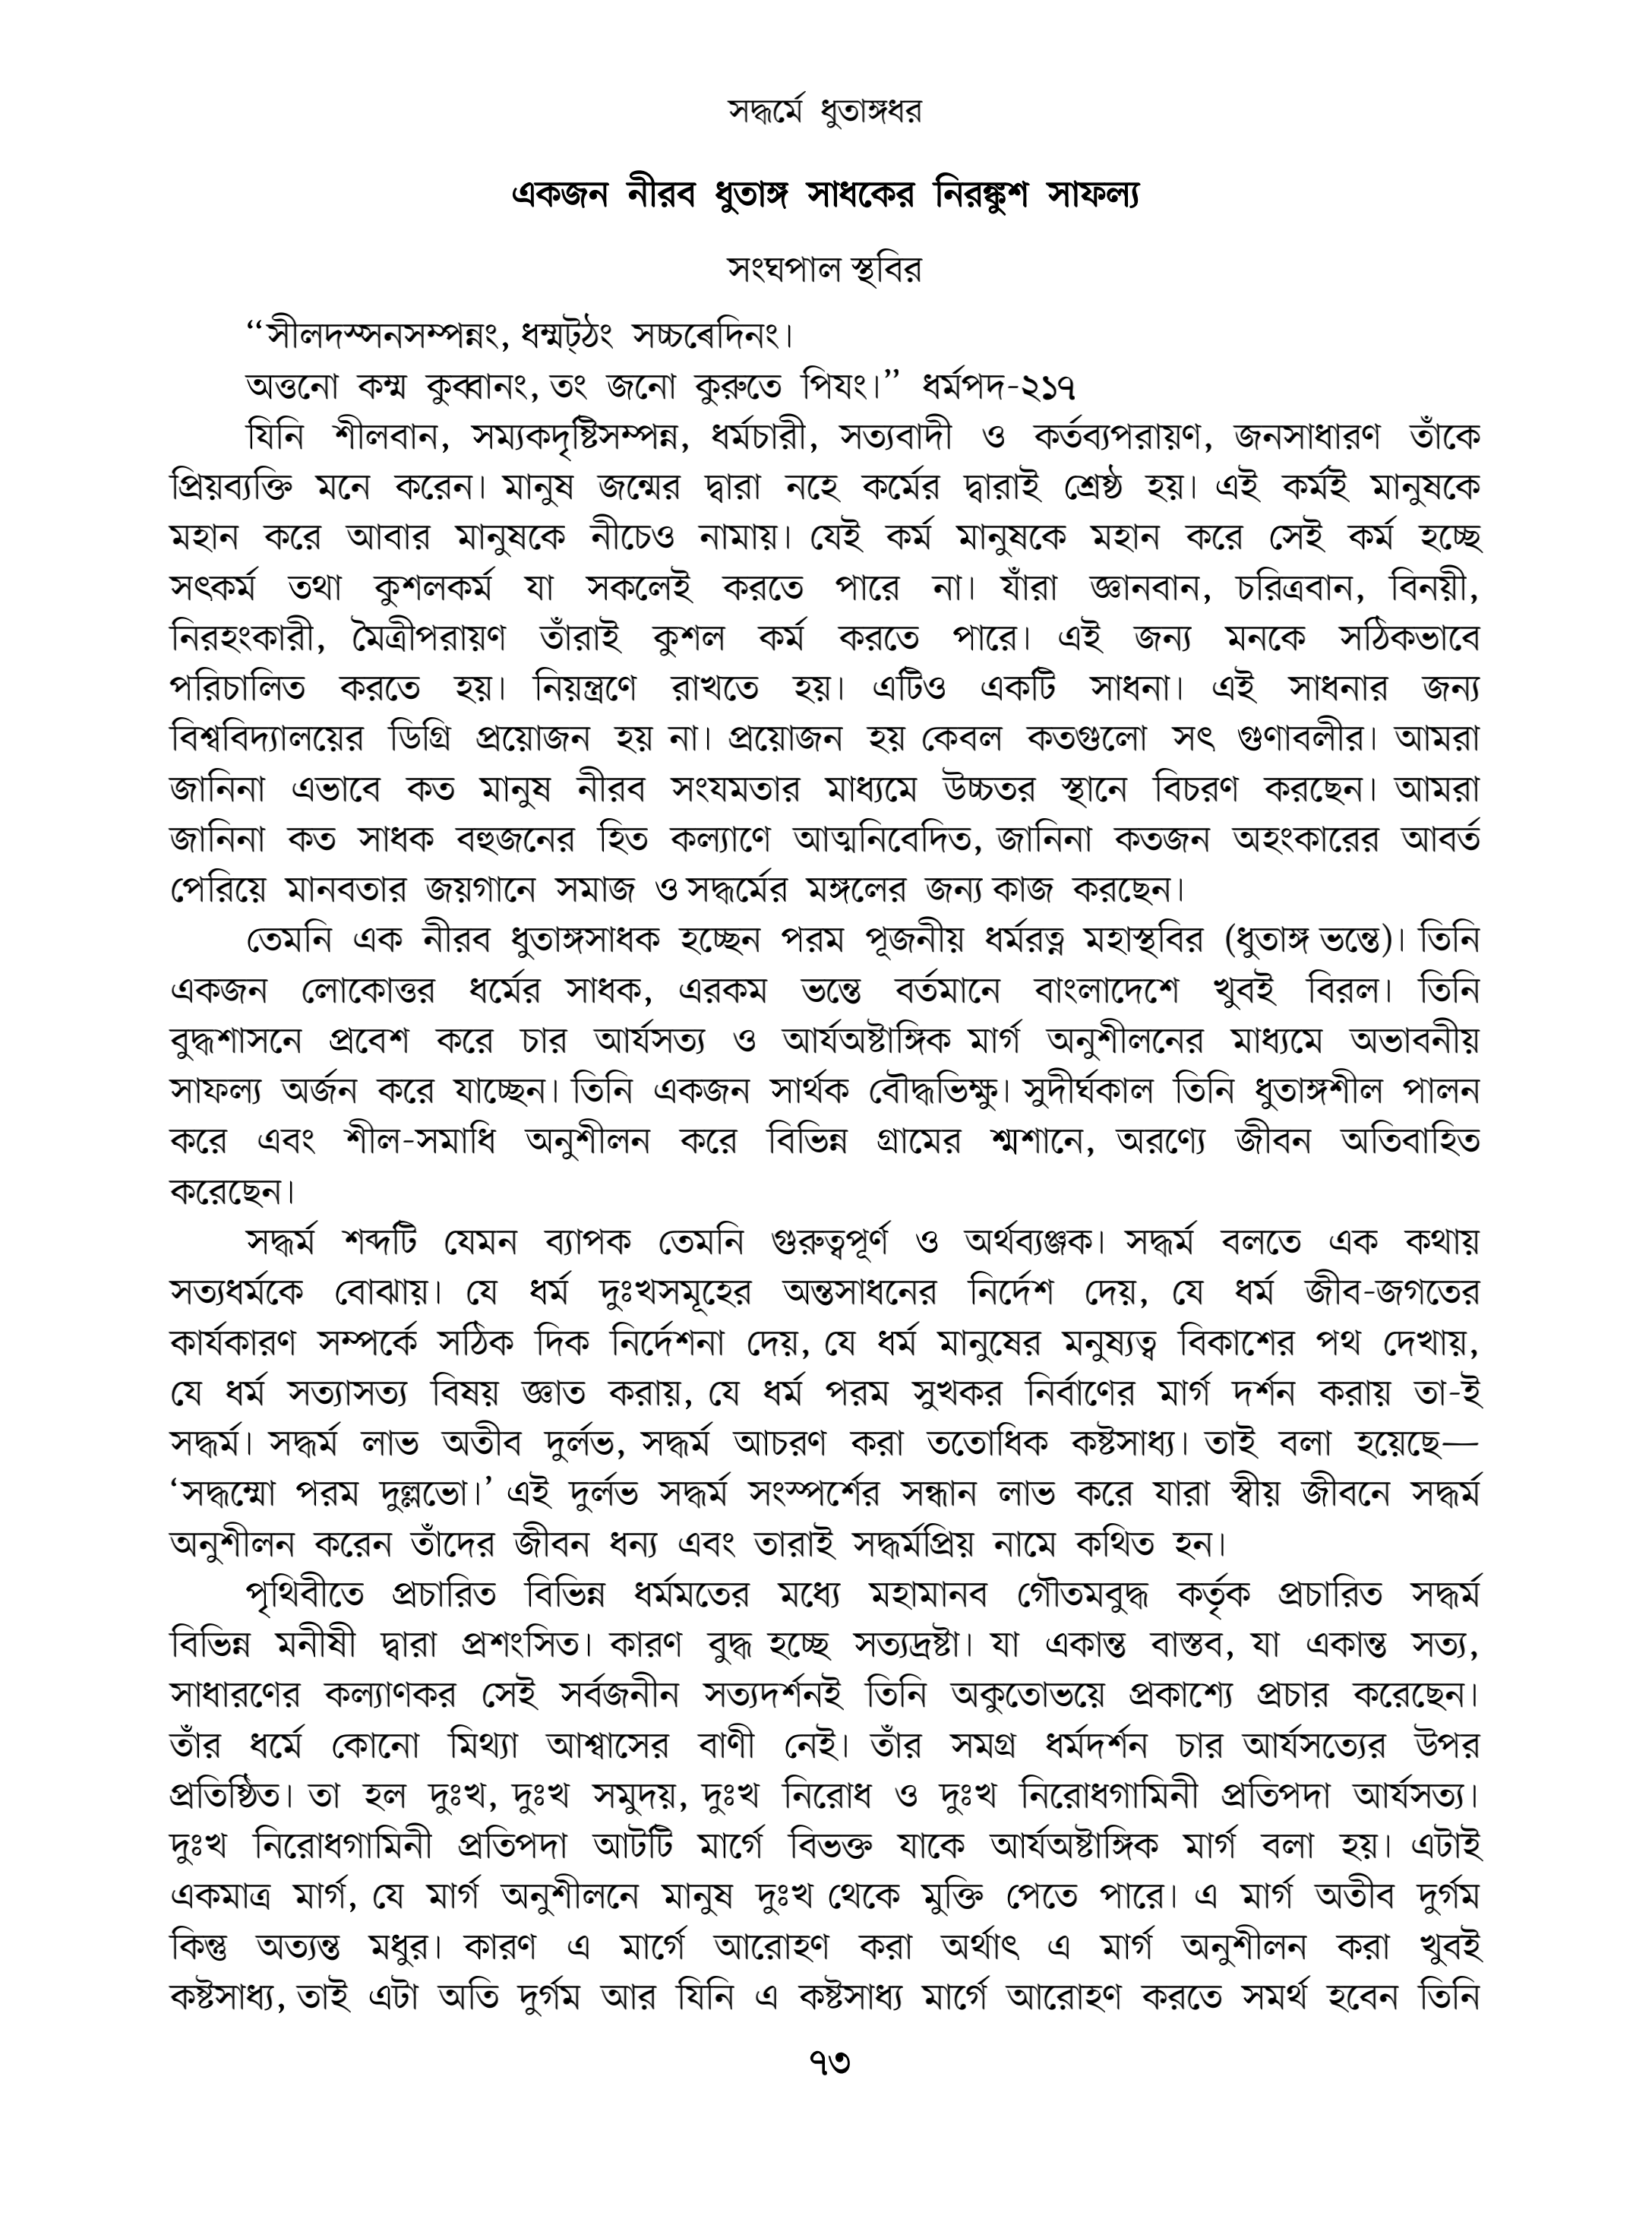 সদ্ধর্মে ধুতাঙ্গধর
একজন নীরব ধুতাঙ্গ সাধকের নিরঙ্কুশ সাফল্য
সংঘপাল স্থবির
“সীলদস্সনসম্পন্নং, ধম্মট্ঠং সচ্চৰেদিনং।
অত্তনো কম্ম কুব্বানং, তং জনো কুরুতে পিযং।” ধর্মপদ-২১৭
যিনি শীলবান, সম্যকদৃষ্টিসম্পন্ন, ধর্মচারী, সত্যবাদী ও কর্তব্যপরায়ণ, জনসাধারণ তাঁকে
প্রিয়ব্যক্তি মনে করেন। মানুষ জন্মের দ্বারা নহে কর্মের দ্বারাই শ্রেষ্ঠ হয়। এই কর্মই মানুষকে
মহান করে আবার মানুষকে নীচেও নামায়। যেই কর্ম মানুষকে মহান করে সেই কর্ম হচ্ছে
সৎকর্ম তথা কুশলকর্ম যা সকলেই করতে পারে না। যাঁরা জ্ঞানবান, চরিত্রবান, বিনয়ী,
নিরহংকারী, মৈত্রীপরায়ণ তাঁরাই কুশল কর্ম করতে পারে। এই জন্য মনকে সঠিকভাবে
পরিচালিত করতে হয়। নিয়ন্ত্রণে রাখতে হয়। এটিও একটি সাধনা। এই সাধনার জন্য
বিশ্ববিদ্যালয়ের ডিগ্রি প্রয়োজন হয় না। প্রয়োজন হয় কেবল কতগুলো সৎ গুণাবলীর। আমরা
জানিনা এভাবে কত মানুষ নীরব সংযমতার মাধ্যমে উচ্চতর স্থানে বিচরণ করছেন। আমরা
জানিনা কত সাধক বহুজনের হিত কল্যাণে আত্মনিবেদিত, জানিনা কতজন অহংকারের আবর্ত
পেরিয়ে মানবতার জয়গানে সমাজ ও সদ্ধর্মের মঙ্গলের জন্য কাজ করছেন।
তেমনি এক নীরব ধুতাঙ্গসাধক হচ্ছেন পরম পূজনীয় ধর্মরত্ন মহাস্থবির (ধুতাঙ্গ ভন্তে)। তিনি
একজন লোকোত্তর ধর্মের সাধক, এরকম ভন্তে বর্তমানে বাংলাদেশে খুবই বিরল। তিনি
বুদ্ধশাসনে প্রবেশ করে চার আর্যসত্য ও আর্যঅষ্টাঙ্গিক মার্গ অনুশীলনের মাধ্যমে অভাবনীয়
সাফল্য অর্জন করে যাচ্ছেন। তিনি একজন সার্থক বৌদ্ধভিক্ষু। সুদীর্ঘকাল তিনি ধুতাঙ্গশীল পালন
করে এবং শীল-সমাধি অনুশীলন করে বিভিন্ন গ্রামের শ্মশানে, অরণ্যে জীবন অতিবাহিত
করেছেন।
সদ্ধর্ম শব্দটি যেমন ব্যাপক তেমনি গুরুত্বপূর্ণ ও অর্থব্যঞ্জক। সদ্ধর্ম বলতে এক কথায়
সত্যধর্মকে বোঝায়। যে ধর্ম দুঃখসমূহের অন্তসাধনের নির্দেশ দেয়, যে ধর্ম জীব-জগতের
কার্যকারণ সম্পর্কে সঠিক দিক নির্দেশনা দেয়, যে ধর্ম মানুষের মনুষ্যত্ব বিকাশের পথ দেখায়,
যে ধর্ম সত্যাসত্য বিষয় জ্ঞাত করায়, যে ধর্ম পরম সুখকর নির্বাণের মার্গ দর্শন করায় তা-ই
সদ্ধর্ম। সদ্ধর্ম লাভ অতীব দুর্লভ, সদ্ধর্ম আচরণ করা ততোধিক কষ্টসাধ্য। তাই বলা হয়েছে—
‘সদ্ধম্মো পরম দুল্লভো।’ এই দুর্লভ সদ্ধর্ম সংস্পর্শের সন্ধান লাভ করে যারা স্বীয় জীবনে সদ্ধর্ম
অনুশীলন করেন তাঁদের জীবন ধন্য এবং তারাই সদ্ধর্মপ্রিয় নামে কথিত হন।
পৃথিবীতে প্রচারিত বিভিন্ন ধর্মমতের মধ্যে মহামানব গৌতমবুদ্ধ কর্তৃক প্রচারিত সদ্ধর্ম
বিভিন্ন মনীষী দ্বারা প্রশংসিত। কারণ বুদ্ধ হচ্ছে সত্যদ্রষ্টা। যা একান্ত বাস্তব, যা একান্ত সত্য,
সাধারণের কল্যাণকর সেই সর্বজনীন সত্যদর্শনই তিনি অকুতোভয়ে প্রকাশ্যে প্রচার করেছেন।
তাঁর ধর্মে কোনো মিথ্যা আশ্বাসের বাণী নেই। তাঁর সমগ্র ধর্মদর্শন চার আর্যসত্যের উপর
প্রতিষ্ঠিত। তা হল দুঃখ, দুঃখ সমুদয়, দুঃখ নিরোধ ও দুঃখ নিরোধগামিনী প্রতিপদা আর্যসত্য।
দুঃখ নিরোধগামিনী প্রতিপদা আটটি মার্গে বিভক্ত যাকে আর্যঅষ্টাঙ্গিক মার্গ বলা হয়। এটাই
একমাত্র মার্গ, যে মার্গ অনুশীলনে মানুষ দুঃখ থেকে মুক্তি পেতে পারে। এ মার্গ অতীব দুর্গম
কিন্তু অত্যন্ত মধুর। কারণ এ মার্গে আরোহণ করা অর্থাৎ এ মার্গ অনুশীলন করা খুবই
কষ্টসাধ্য, তাই এটা অতি দুর্গম আর যিনি এ কষ্টসাধ্য মার্গে আরোহণ করতে সমর্থ হবেন তিনি
৭৩